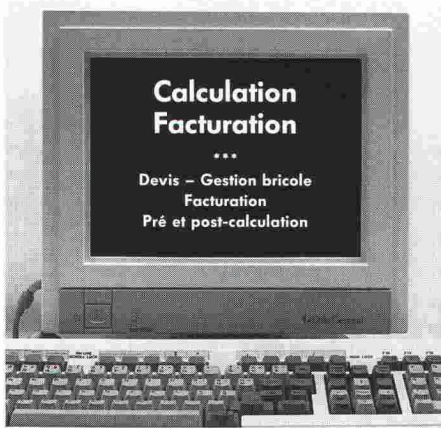 Calculation
Facturation
...
Devis – Gestion bricole
Facturation
Pré et post-calculation